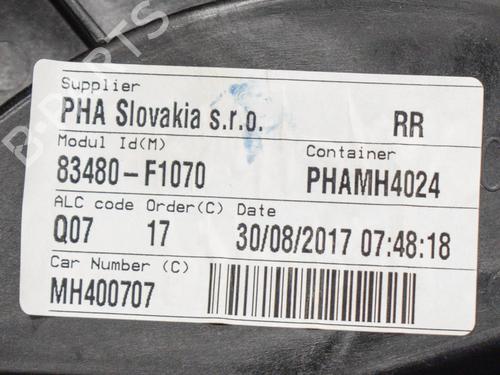 Supplier
PHA Slovakia s.r.o. RR
Modul Id(M) Container
83480-F1070 PHAMH4024
ALC code Order(C) Date
Q07 17 30/08/2017 07:48:18
Car Number (C)
MH400707
B-PARTS